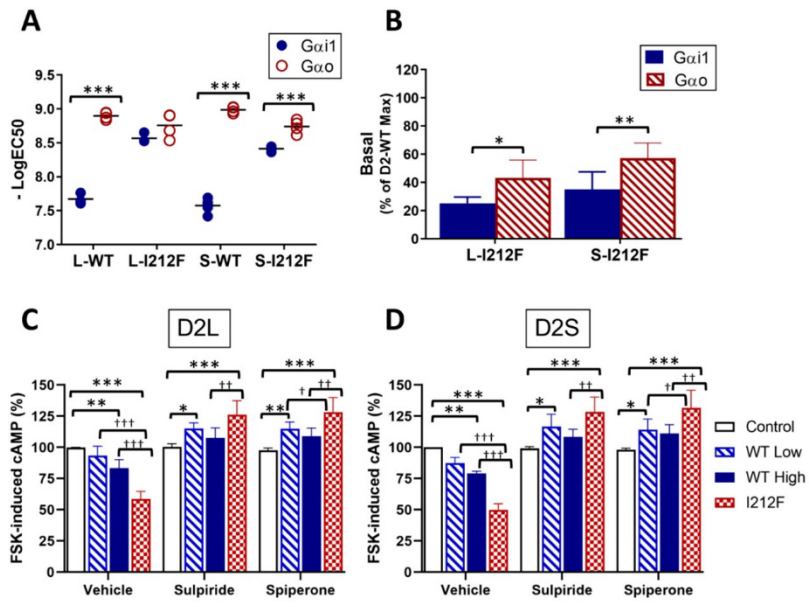 A
Gαi1
Gαo
- LogEC50
9.5
9.0
8.5
8.0
7.5
7.0
***
***
***
L-WT
L-I212F
S-WT
S-I212F
B
Gαi1
Gαo
Basal
(% of D2-WT Max)
120
100
80
60
40
20
0
*
**
L-I212F
S-I212F
C
D2L
FSK-induced cAMP (%)
150
125
100
75
50
25
0
***
**
†††
†††
***
*
††
***
**
†
††
Vehicle
Sulpiride
Spiperone
D
D2S
FSK-induced cAMP (%)
150
125
100
75
50
25
0
***
**
†††
†††
***
*
††
***
*
†
††
Vehicle
Sulpiride
Spiperone
Control
WT Low
WT High
I212F